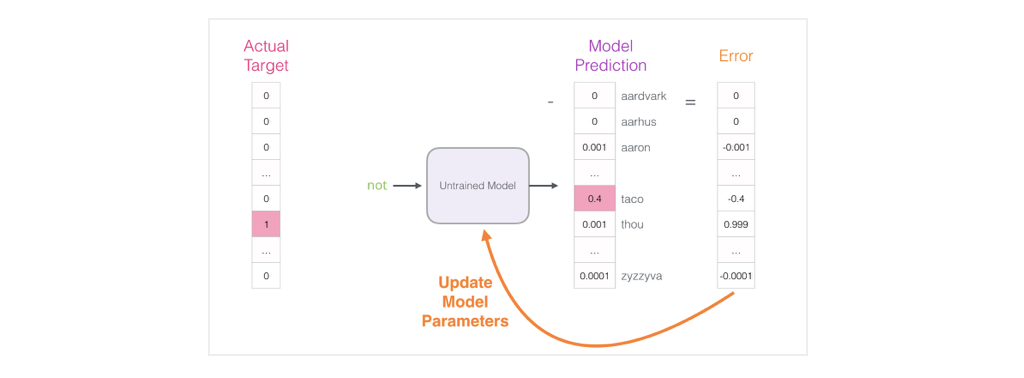 Actual
Target
0
0
0
...
0
1
...
0
not
Untrained Model
Update
Model
Parameters
-
Model
Prediction
0 aardvark
0 aarhus
0.001 aaron
...
0.4 taco
0.001 thou
...
0.0001 zyzzyva
=
Error
0
0
-0.001
...
-0.4
0.999
...
-0.0001